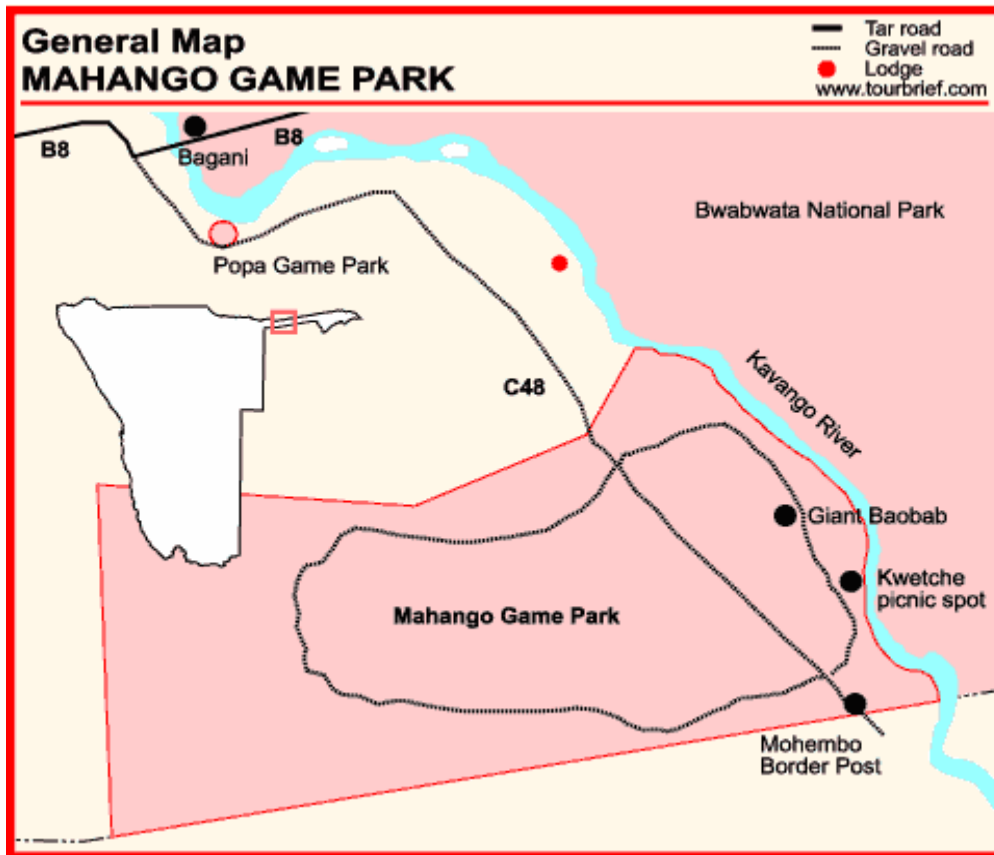 General Map
MAHANGO GAME PARK
Tar road
Gravel road
Lodge
www.tourbrief.com
B8
B8
Bagani
Bwabwata National Park
Popa Game Park
C48
Kavango River
Giant Baobab
Kwetche
picnic spot
Mahango Game Park
Mohembo
Border Post